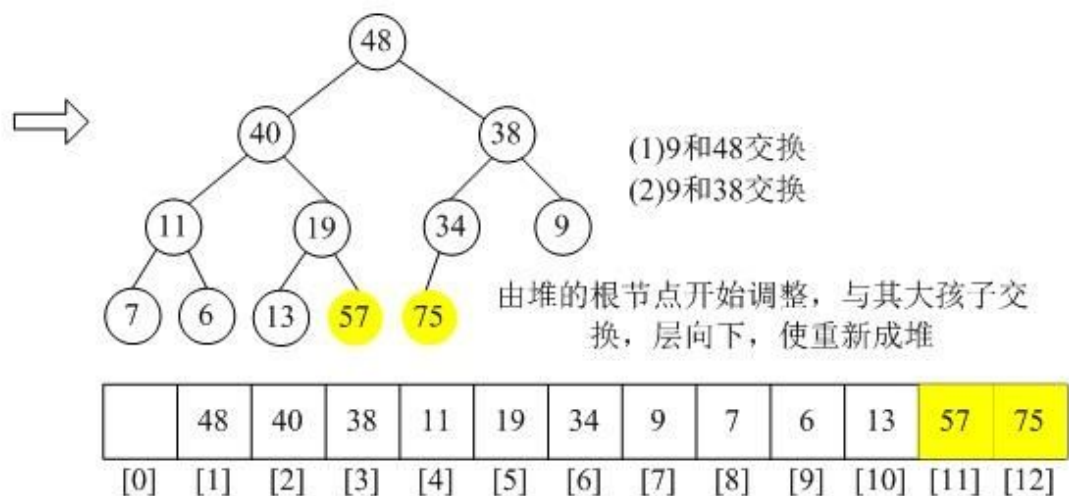 48
40 38
(1)9和48交换
(2)9和38交换
11 19 34 9
7 6 13 57 75
由堆的根节点开始调整，与其大孩子交
换，层向下，使重新成堆
48 40 38 11 19 34 9 7 6 13 57 75
[0] [1] [2] [3] [4] [5] [6] [7] [8] [9] [10] [11] [12]